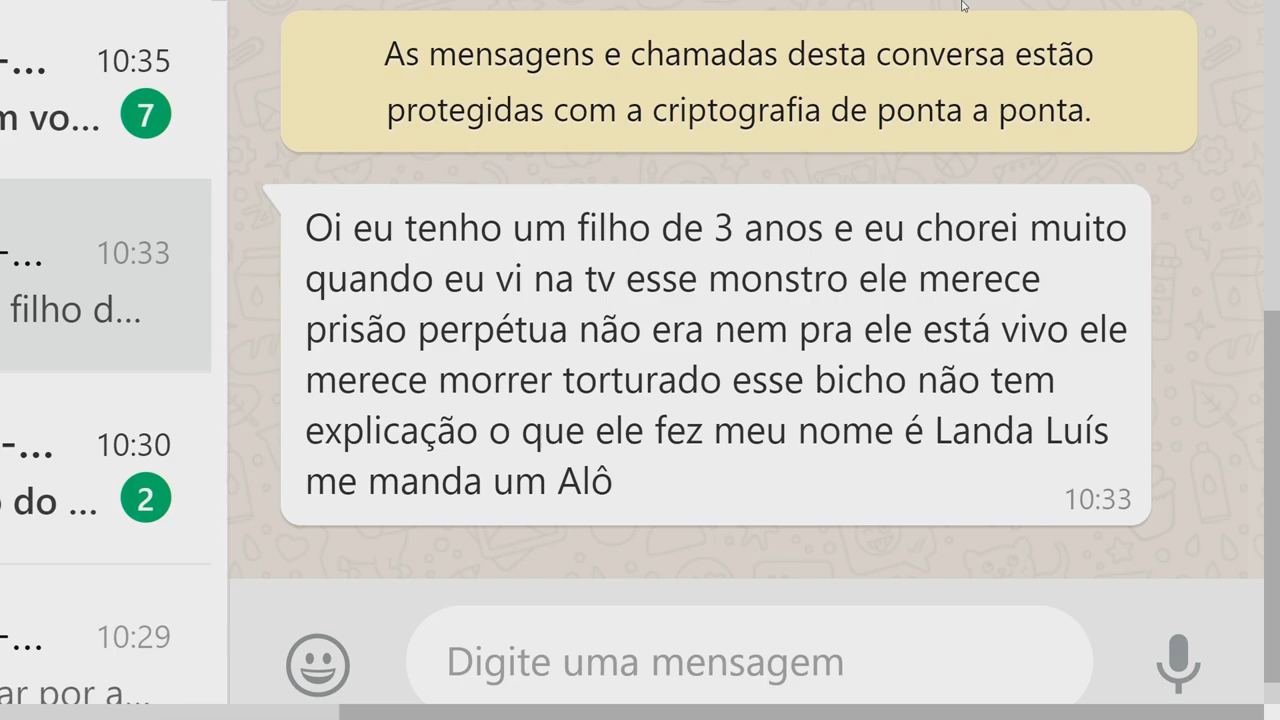 As mensagens e chamadas desta conversa estão
protegidas com a criptografia de ponta a ponta.
10:35
m vo...
7
Oi eu tenho um filho de 3 anos e eu chorei muito
quando eu vi na tv esse monstro ele merece
prisão perpétua não era nem pra ele está vivo ele
merece morrer torturado esse bicho não tem
explicação o que ele fez meu nome é Landa Luís
me manda um Alô
10:33
10:33
filho d...
10:30
do ...
2
10:29
ar por a...
Digite uma mensagem